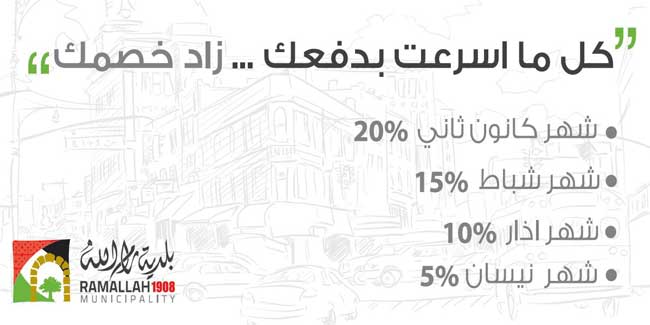 ”كل ما اسرعت بدفعك ... زاد خصمك“
• شهر كانون ثاني 20%
• شهر شباط 15%
• شهر اذار 10%
• شهر نيسان 5%
بلدية رام الله
RAMALLAH 1908
MUNICIPALITY